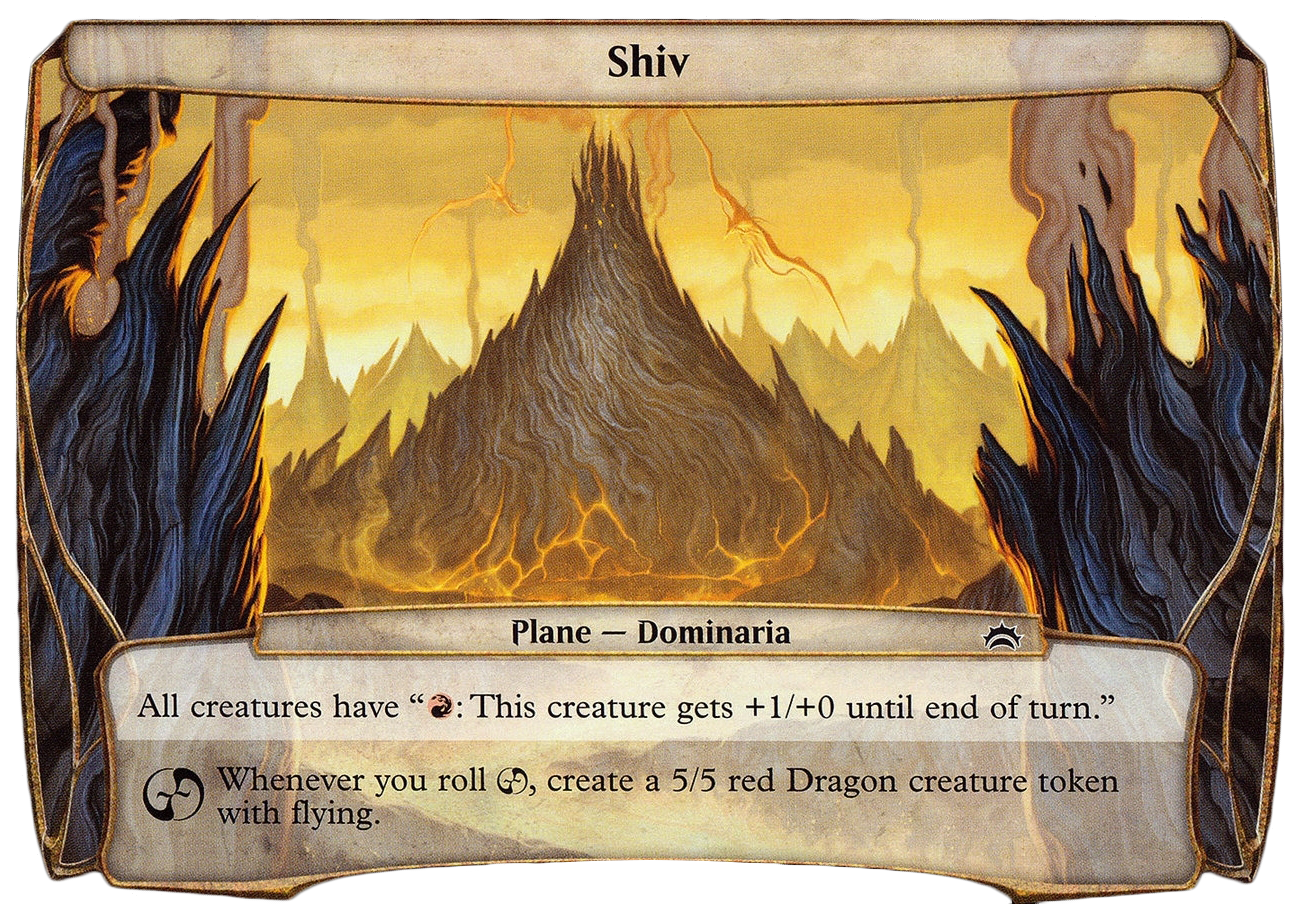 Shiv
Plane — Dominaria
All creatures have “ : This creature gets +1/+0 until end of turn.”
Whenever you roll , create a 5/5 red Dragon creature token
with flying.